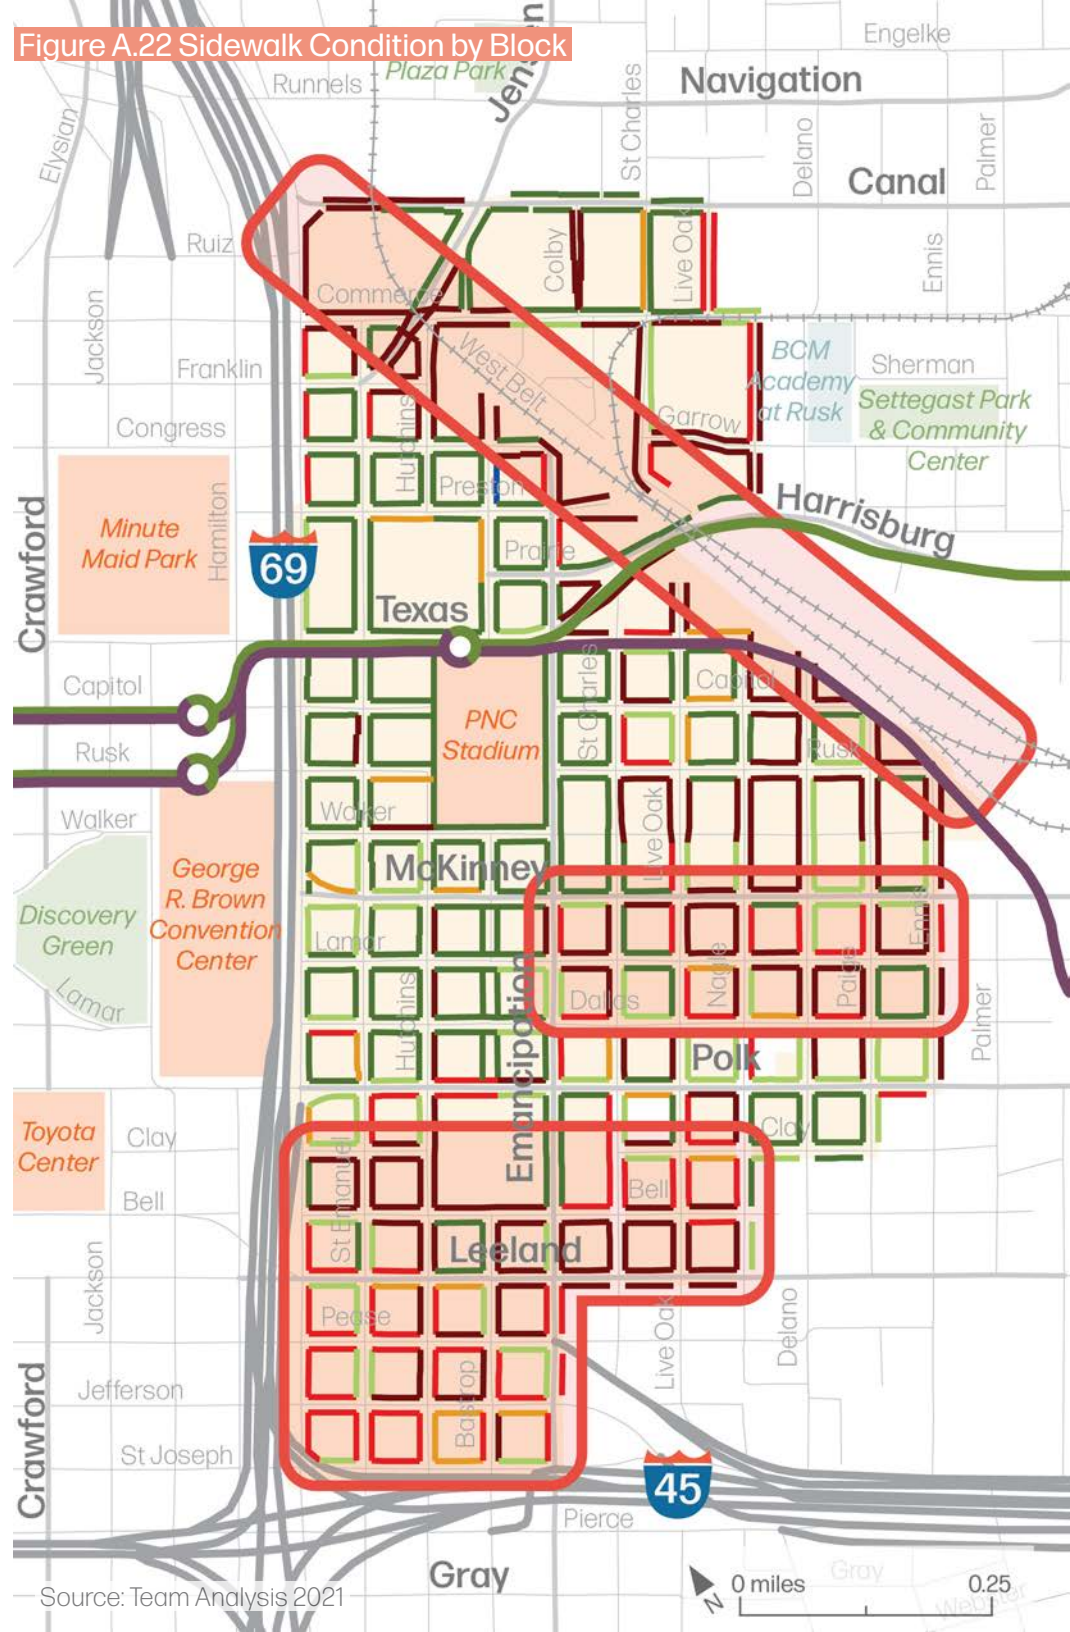 Figure A.22 Sidewalk Condition by Block
Engelke
Runnels
Plaza Park
Jensen
St Charles
Navigation
Elysian
Delano
Palmer
Canal
Ruiz
Colby
Live Oak
Ennis
Commerce
Jackson
Franklin
West Belt
BCM
Academy
at Rusk
Sherman
Settegast Park
& Community
Center
Congress
Hutchins
Garrow
Preston
Harrisburg
Crawford
Minute
Maid Park
Hamilton
69
Prairie
Texas
Capitol
St Charles
Capitol
PNC
Stadium
Rusk
Rusk
Walker
Walker
Live Oak
George
R. Brown
Convention
Center
McKinney
Discovery
Green
Lamar
Lamar
Ennis
Hutchins
Emancipation
Dallas
Nagle
Paige
Palmer
Polk
Toyota
Center
Clay
Clay
Bell
St Emanuel
Bell
Leeland
Jackson
Pease
Live Oak
Delano
Crawford
Jefferson
Bastrop
St Joseph
45
Pierce
Gray
Gray
Webster
N
0 miles
0.25
Source: Team Analysis 2021